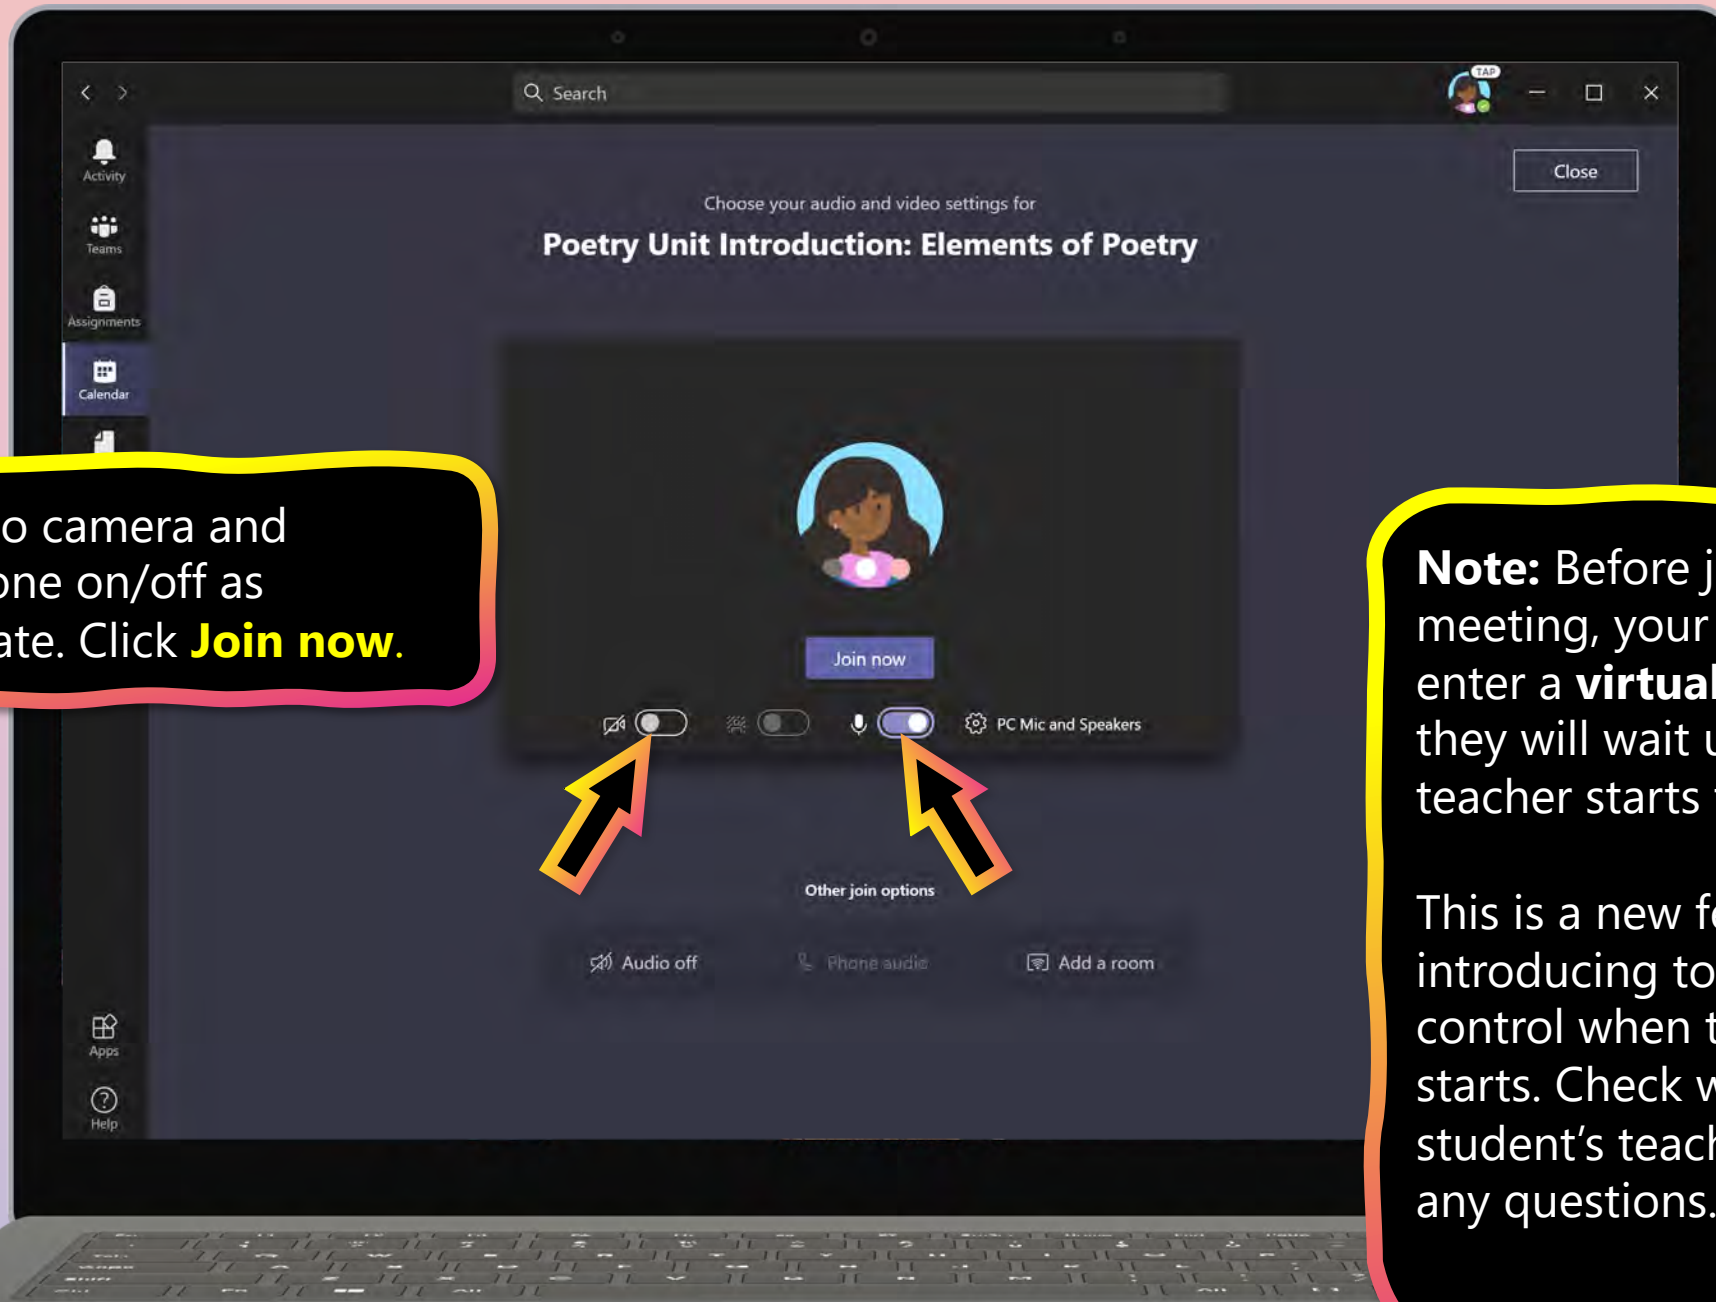 Search
TAP
Activity
Teams
Assignments
Calendar
Close
Choose your audio and video settings for
Poetry Unit Introduction: Elements of Poetry
o camera and
one on/off as
ate. Click Join now.
Join now
PC Mic and Speakers
Other join options
Audio off
Phone audio
Add a room
Apps
Help
Note: Before j
meeting, your
enter a virtual
they will wait u
teacher starts t
This is a new fe
introducing to
control when t
starts. Check w
student's teach
any questions.